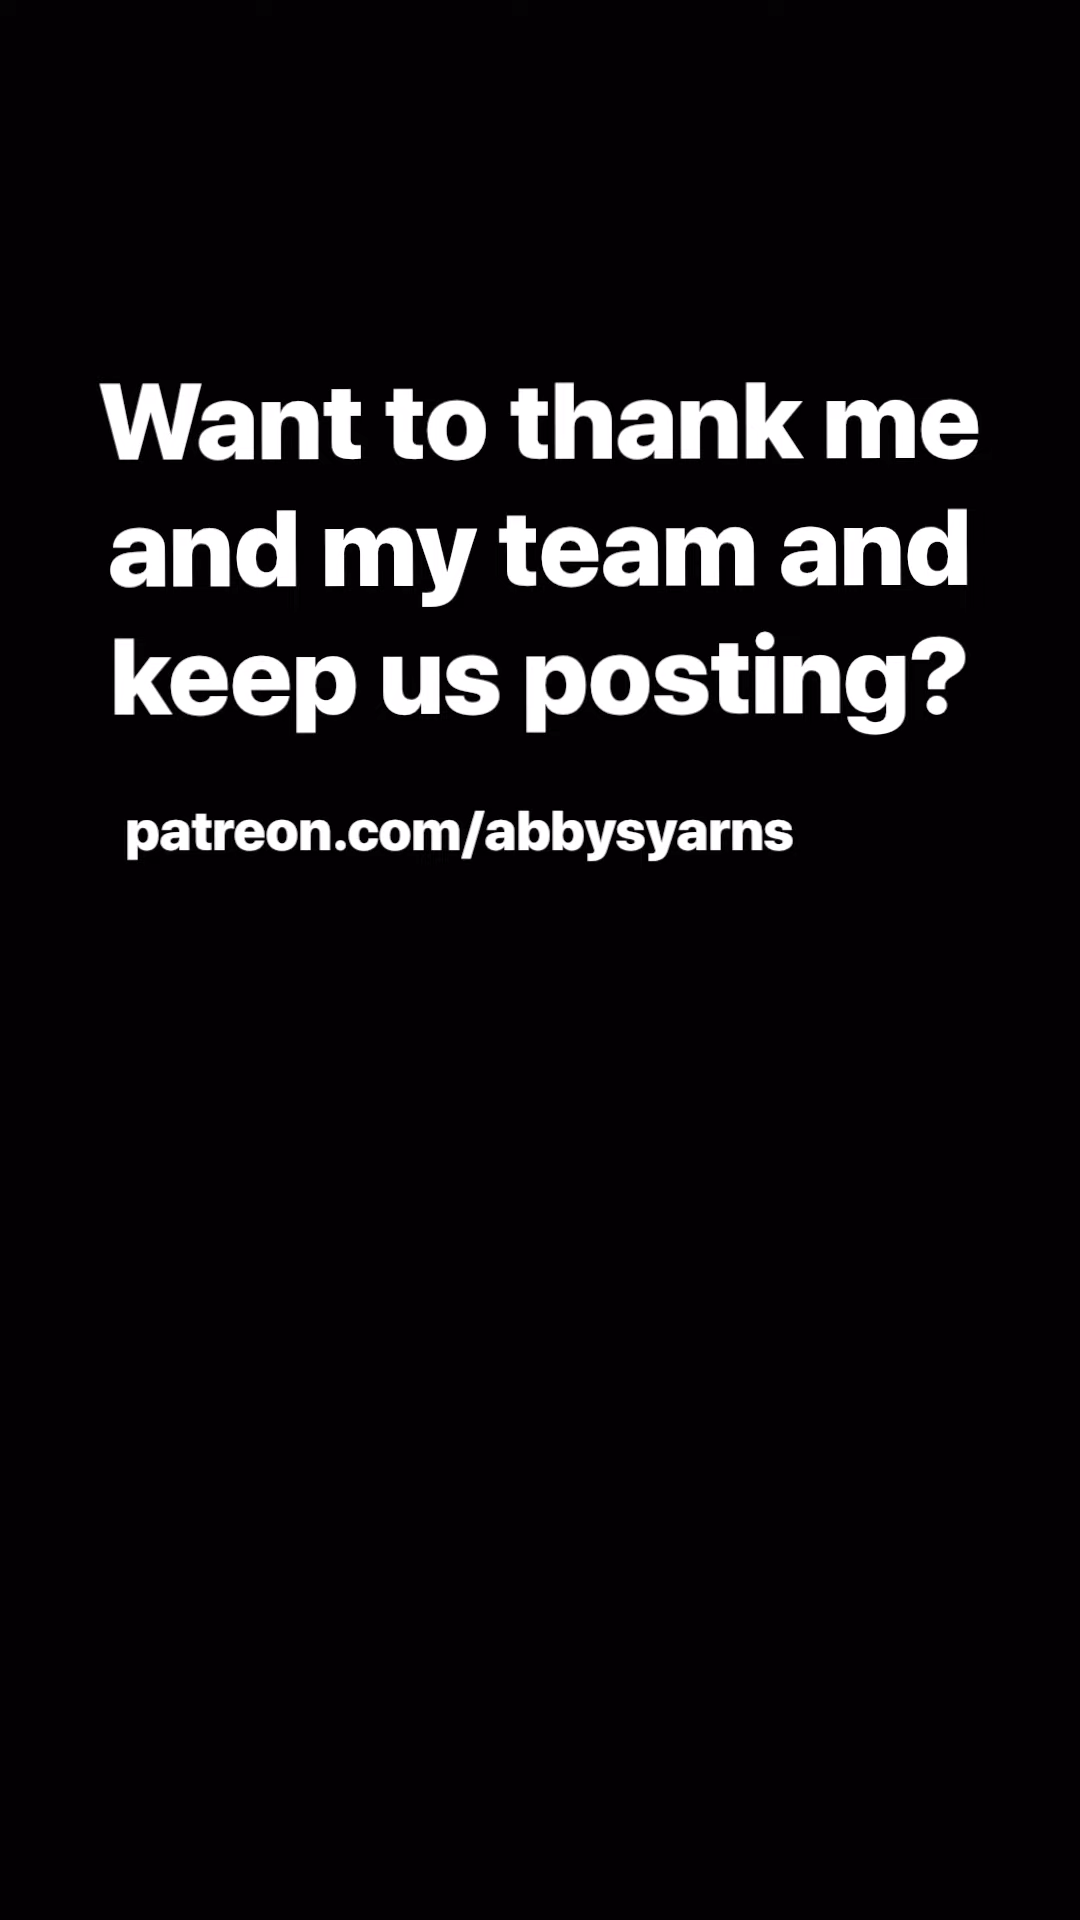 Want to thank me
and my team and
keep us posting?
patreon.com/abbysyarns